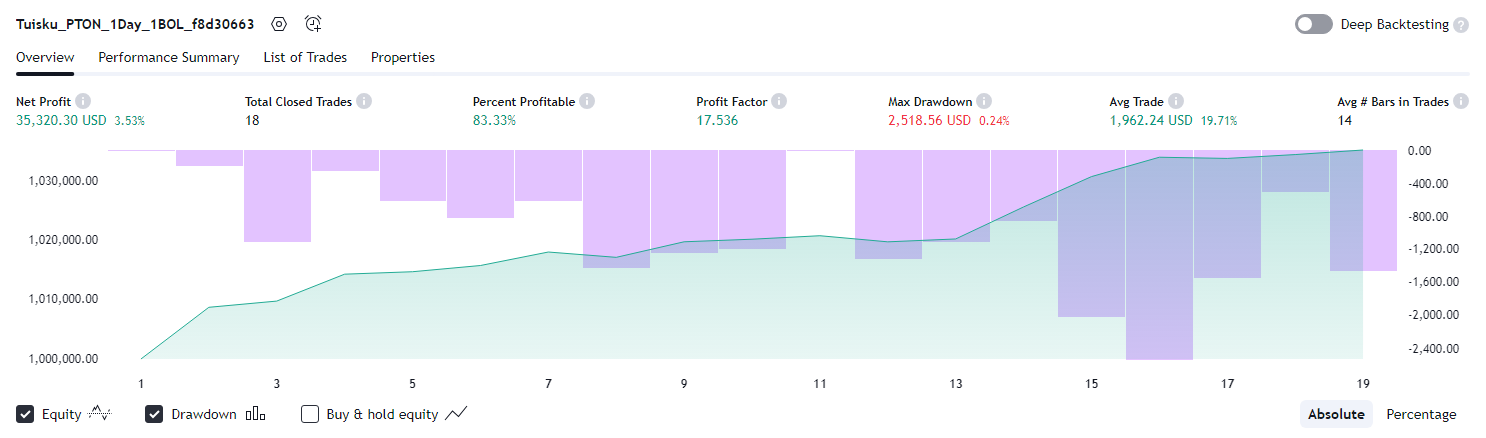 Tuisku_PTON_1Day_1BOL_f8d30663 Deep Backtesting ?
Overview Performance Summary List of Trades Properties
Net Profit Total Closed Trades Percent Profitable Profit Factor Max Drawdown Avg Trade Avg # Bars in Trades
35,320.30 USD 3.53% 18 83.33% 17.536 2,518.56 USD 0.24% 1,962.24 USD 19.71% 14
0.00
1,030,000.00 -400.00
-800.00
1,020,000.00 -1,200.00
-1,600.00
1,010,000.00 -2,000.00
-2,400.00
1,000,000.00
1 3 5 7 9 11 13 15 17 19
Equity Drawdown Buy & hold equity Absolute Percentage